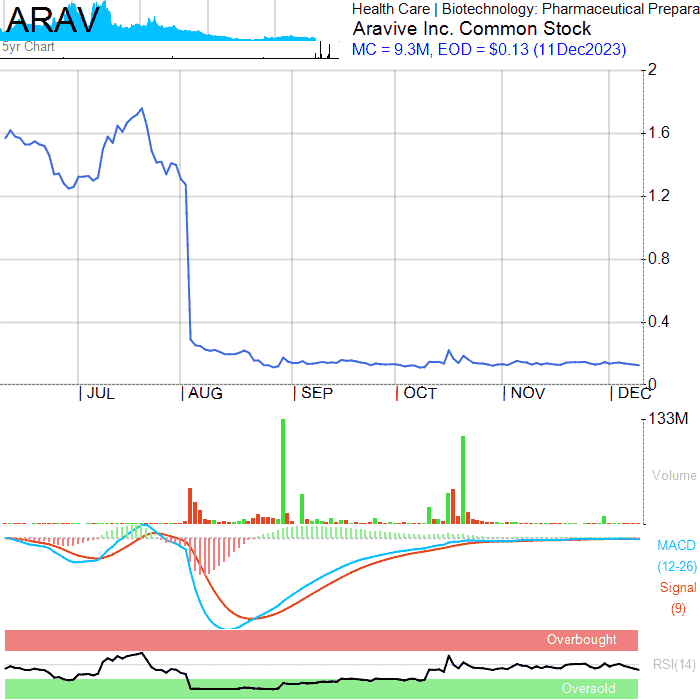 ARAV
5yr Chart
Health Care | Biotechnology: Pharmaceutical Prepara
Aravive Inc. Common Stock
MC = 9.3M, EOD = $0.13 (11Dec2023)
2
1.6
1.2
0.8
0.4
0
JUL
AUG
SEP
OCT
NOV
DEC
133M
Volume
MACD
(12-26)
Signal
(9)
Overbought
RSI(14)
Oversold